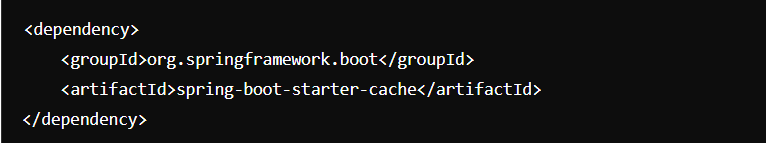 <dependency>
    <groupId>org.springframework.boot</groupId>
    <artifactId>spring-boot-starter-cache</artifactId>
</dependency>